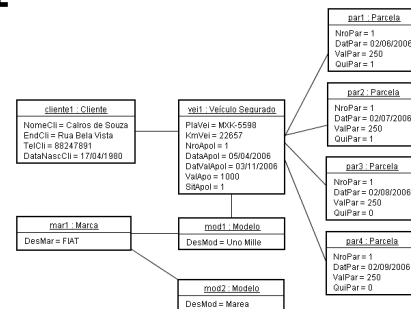 par1 : Parcela
NroPar = 1
DatPar = 02/06/2006
ValPar = 250
QuiPar = 1
par2 : Parcela
NroPar = 1
DatPar = 02/07/2006
ValPar = 250
QuiPar = 1
cliente1 : Cliente
NomeCli = Calros de Souza
EndCli = Rua Bela Vista
TelCli = 88247891
DataNascCli = 17/04/1980
vei1 : Veículo Segurado
PlaVei = MXK-5598
KmVei = 22657
NroApol = 1
DataApol = 05/04/2006
DatValApol = 03/11/2006
ValApo = 1000
SitApol = 1
par3 : Parcela
NroPar = 1
DatPar = 02/08/2006
ValPar = 250
QuiPar = 0
mar1 : Marca
DesMar = FIAT
mod1 : Modelo
DesMod = Uno Mille
par4 : Parcela
NroPar = 1
DatPar = 02/09/2006
ValPar = 250
QuiPar = 0
mod2 : Modelo
DesMod = Marea